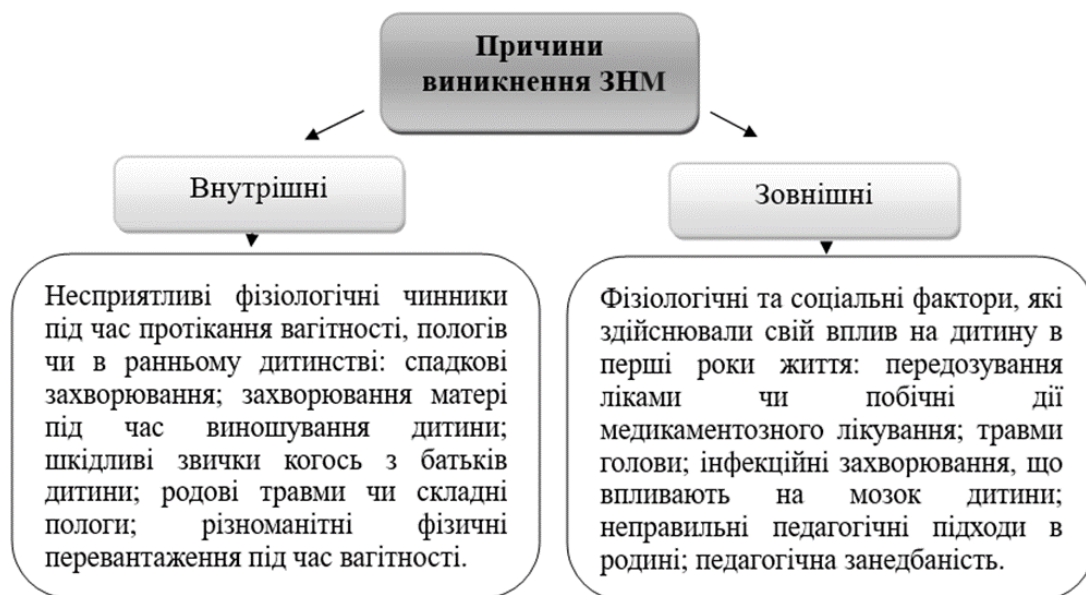 Причини
виникнення ЗНМ
Внутрішні
Зовнішні
Несприятливі фізіологічні чинники
під час протікання вагітності, пологів
чи в ранньому дитинстві: спадкові
захворювання; захворювання матері
під час виношування дитини;
шкідливі звички когось з батьків
дитини; родові травми чи складні
пологи; різноманітні фізичні
перевантаження під час вагітності.
Фізіологічні та соціальні фактори, які
здійснювали свій вплив на дитину в
перші роки життя: передозування
ліками чи побічні дії
медикаментозного лікування; травми
голови; інфекційні захворювання, що
впливають на мозок дитини;
неправильні педагогічні підходи в
родині; педагогічна занедбаність.